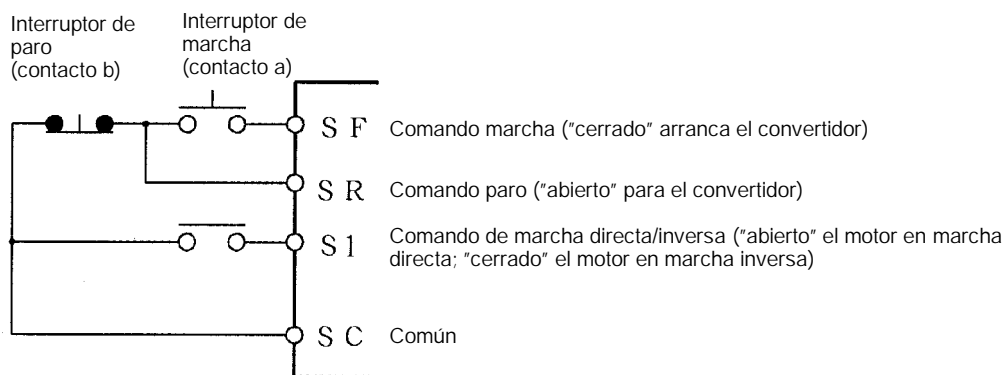 Interruptor de
paro
(contacto b)
Interruptor de
marcha
(contacto a)
S F
Comando marcha ("cerrado" arranca el convertidor)
S R
Comando paro ("abierto" para el convertidor)
S1
Comando de marcha directa/inversa ("abierto" el motor en marcha
directa; "cerrado" el motor en marcha inversa)
S C
Común